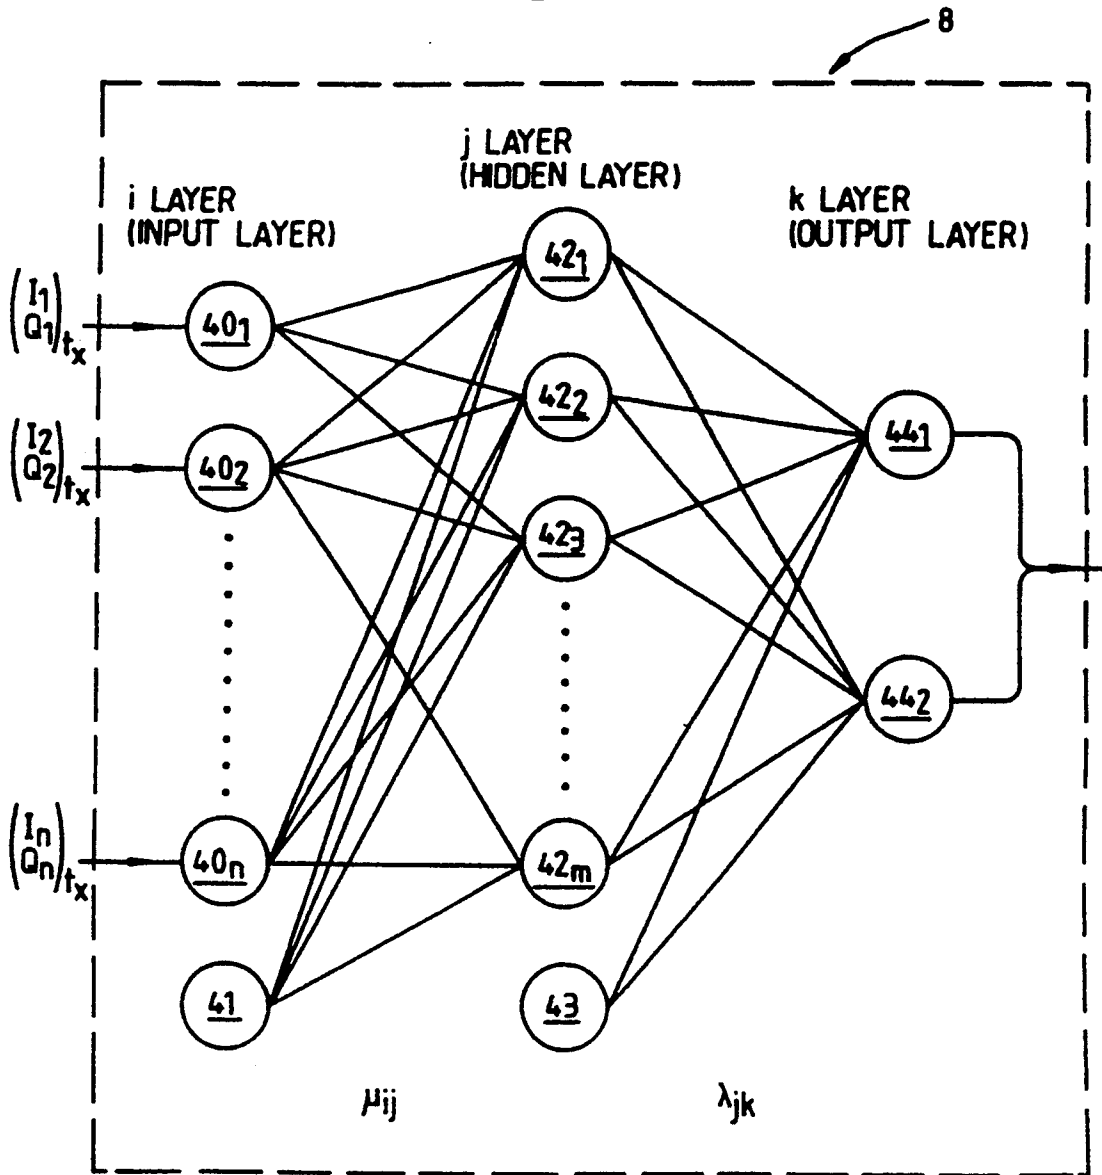 8
j LAYER
(HIDDEN LAYER)
i LAYER
(INPUT LAYER)
k LAYER
(OUTPUT LAYER)
(I1 Q1)tx
(I2 Q2)tx
(In Qn)tx
401
402
40n
41
421
422
423
42m
43
441
442
μij
λjk